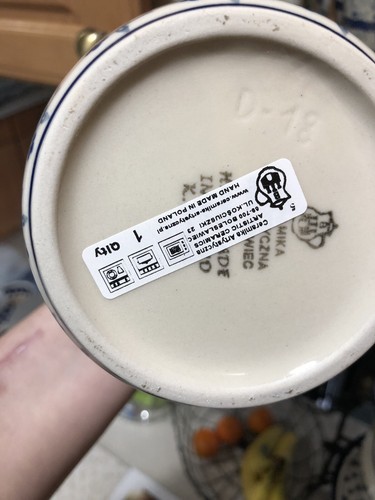 D-18
Ceramika Artystyczna
ARTISTIC CERAMICS
59-700 BOLESŁAWIEC
UL.KOŚCIUSZKI 23
www.ceramika-artystyczna.pl
HAND MADE IN POLAND
1 qlty